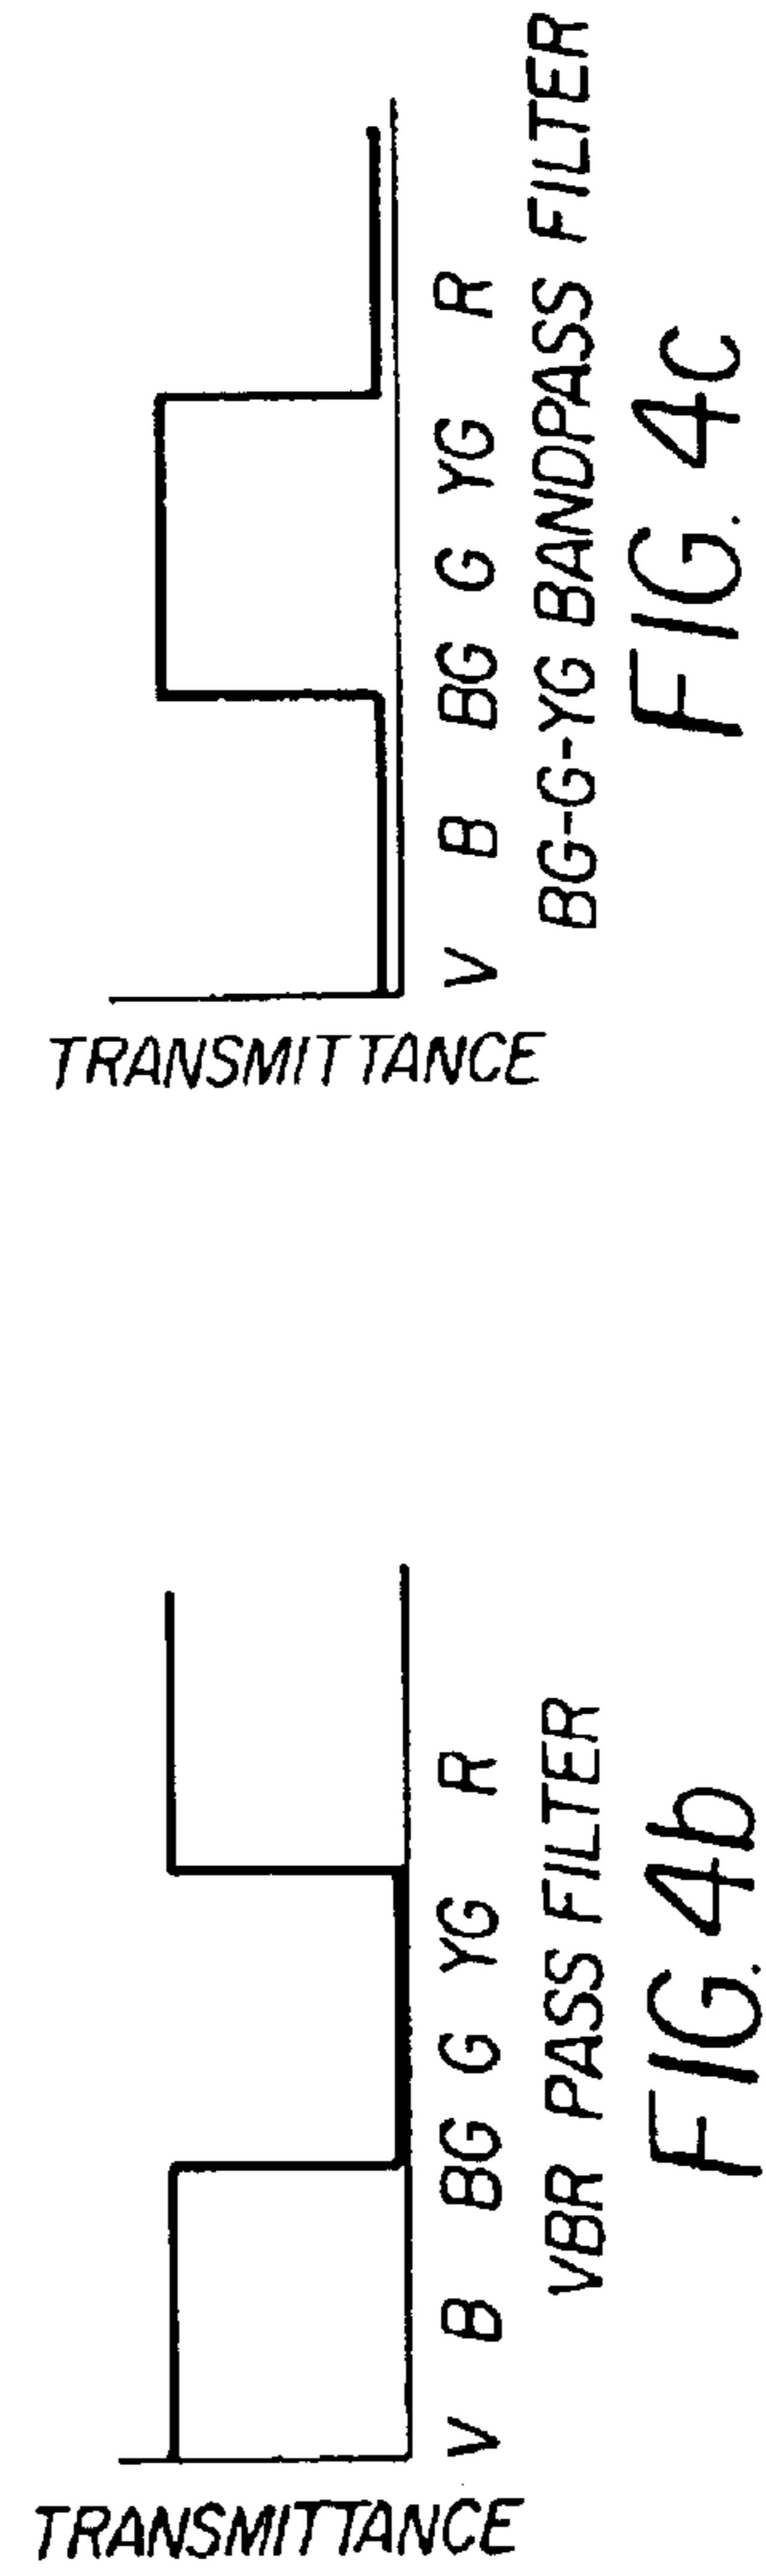 TRANSMITTANCE
V B BG G YG R
VBR PASS FILTER
FIG. 4b
TRANSMITTANCE
V B BG G YG R
BG-G-YG BANDPASS FILTER
FIG. 4c